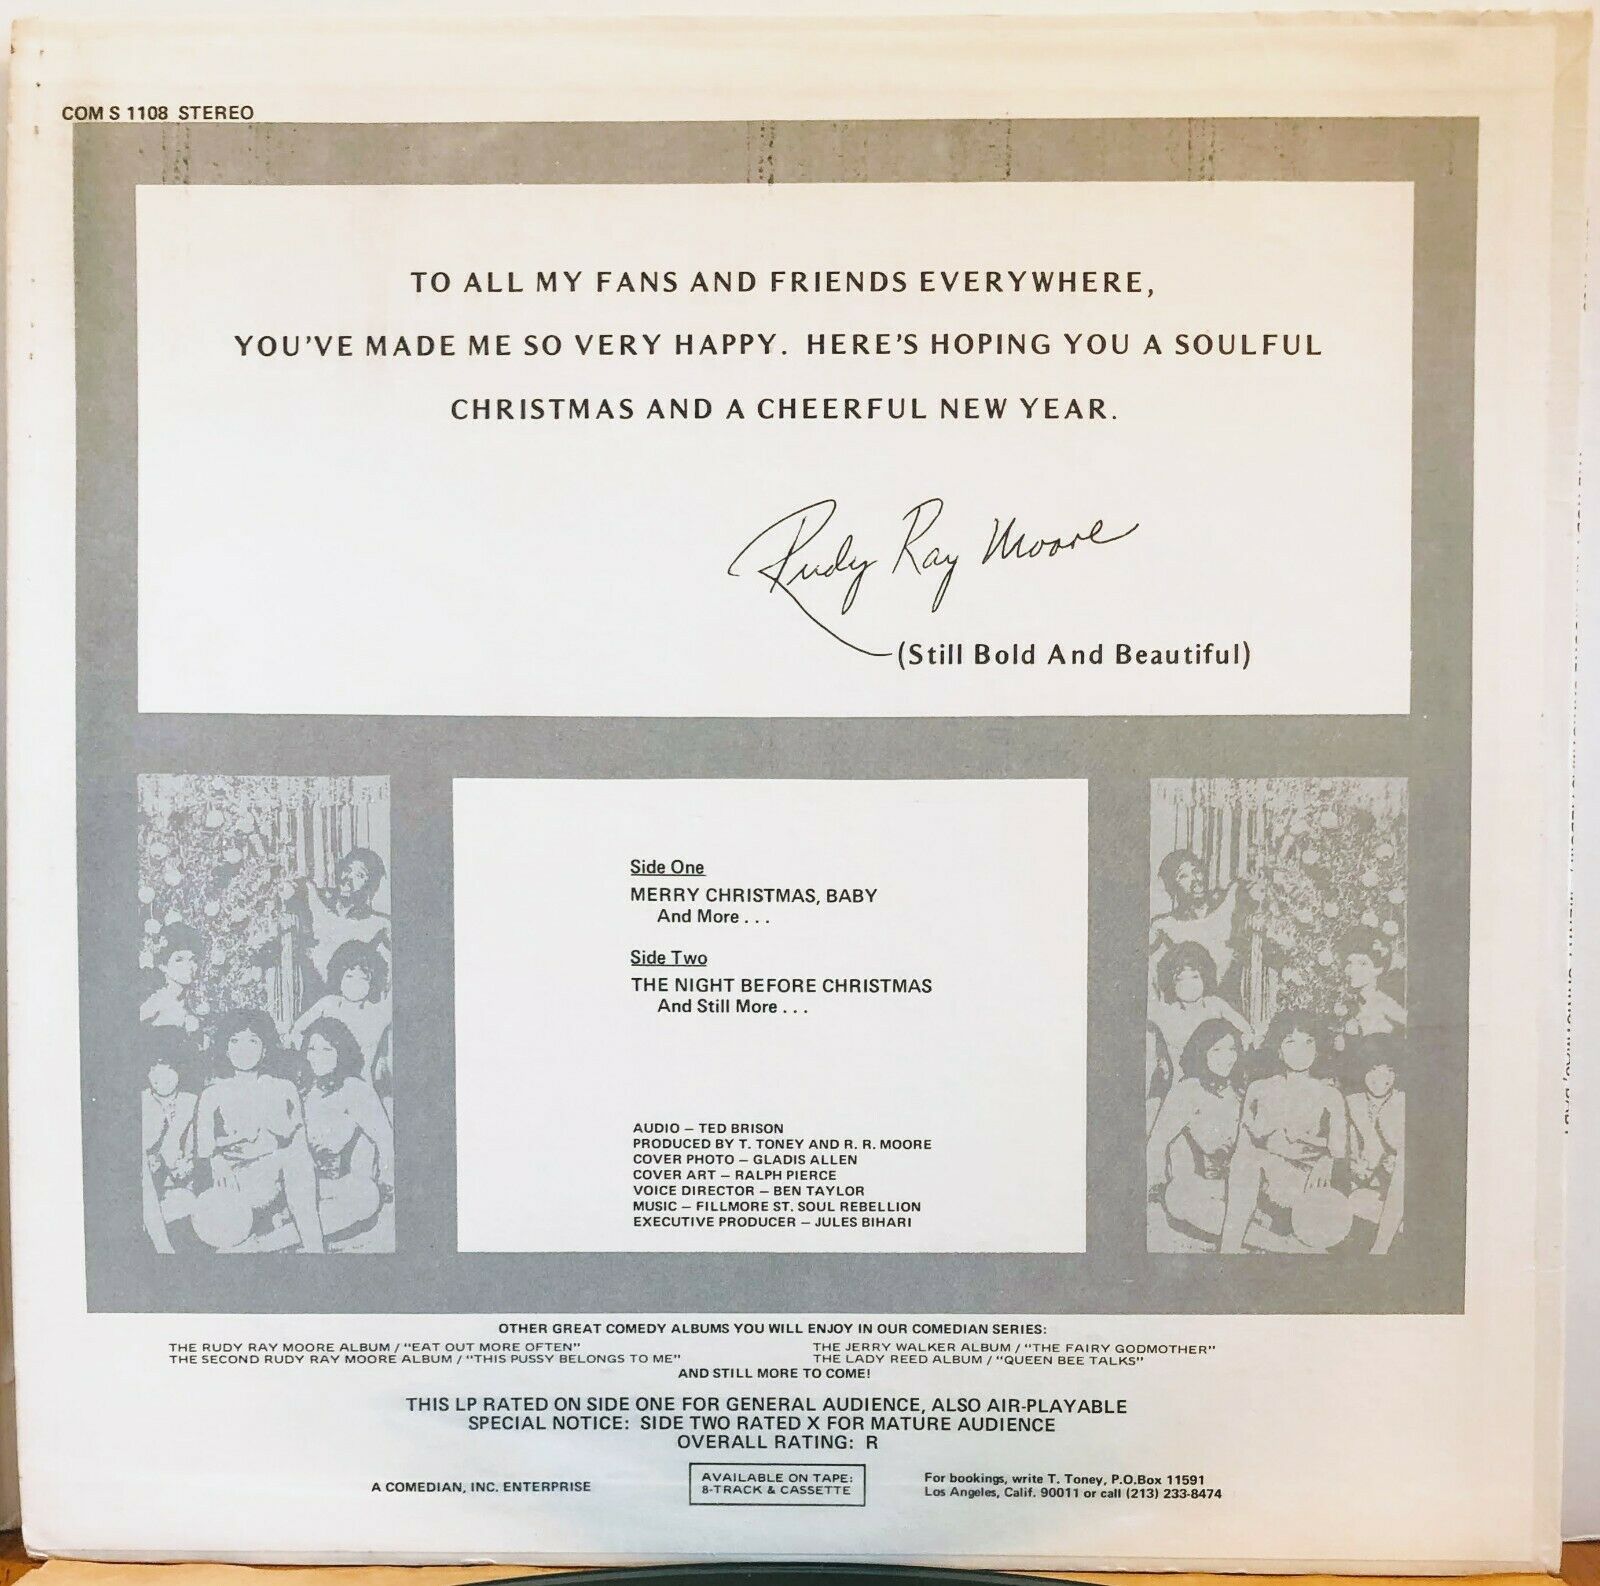 COM S 1108 STEREO
TO ALL MY FANS AND FRIENDS EVERYWHERE,
YOU'VE MADE ME SO VERY HAPPY. HERE'S HOPING YOU A SOULFUL
CHRISTMAS AND A CHEERFUL NEW YEAR.
Rudy Ray Moore
(Still Bold And Beautiful)
Side One
MERRY CHRISTMAS, BABY
And More . . .
Side Two
THE NIGHT BEFORE CHRISTMAS
And Still More . . .
AUDIO – TED BRISON
PRODUCED BY T. TONEY AND R. R. MOORE
COVER PHOTO – GLADIS ALLEN
COVER ART – RALPH PIERCE
VOICE DIRECTOR – BEN TAYLOR
MUSIC – FILLMORE ST. SOUL REBELLION
EXECUTIVE PRODUCER – JULES BIHARI
OTHER GREAT COMEDY ALBUMS YOU WILL ENJOY IN OUR COMEDIAN SERIES:
THE RUDY RAY MOORE ALBUM / "EAT OUT MORE OFTEN"
THE SECOND RUDY RAY MOORE ALBUM / "THIS PUSSY BELONGS TO ME"
THE JERRY WALKER ALBUM / "THE FAIRY GODMOTHER"
THE LADY REED ALBUM / "QUEEN BEE TALKS"
AND STILL MORE TO COME!
THIS LP RATED ON SIDE ONE FOR GENERAL AUDIENCE, ALSO AIR-PLAYABLE
SPECIAL NOTICE: SIDE TWO RATED X FOR MATURE AUDIENCE
OVERALL RATING: R
A COMEDIAN, INC. ENTERPRISE
AVAILABLE ON TAPE:
8-TRACK & CASSETTE
For bookings, write T. Toney, P.O.Box 11591
Los Angeles, Calif. 90011 or call (213) 233-8474